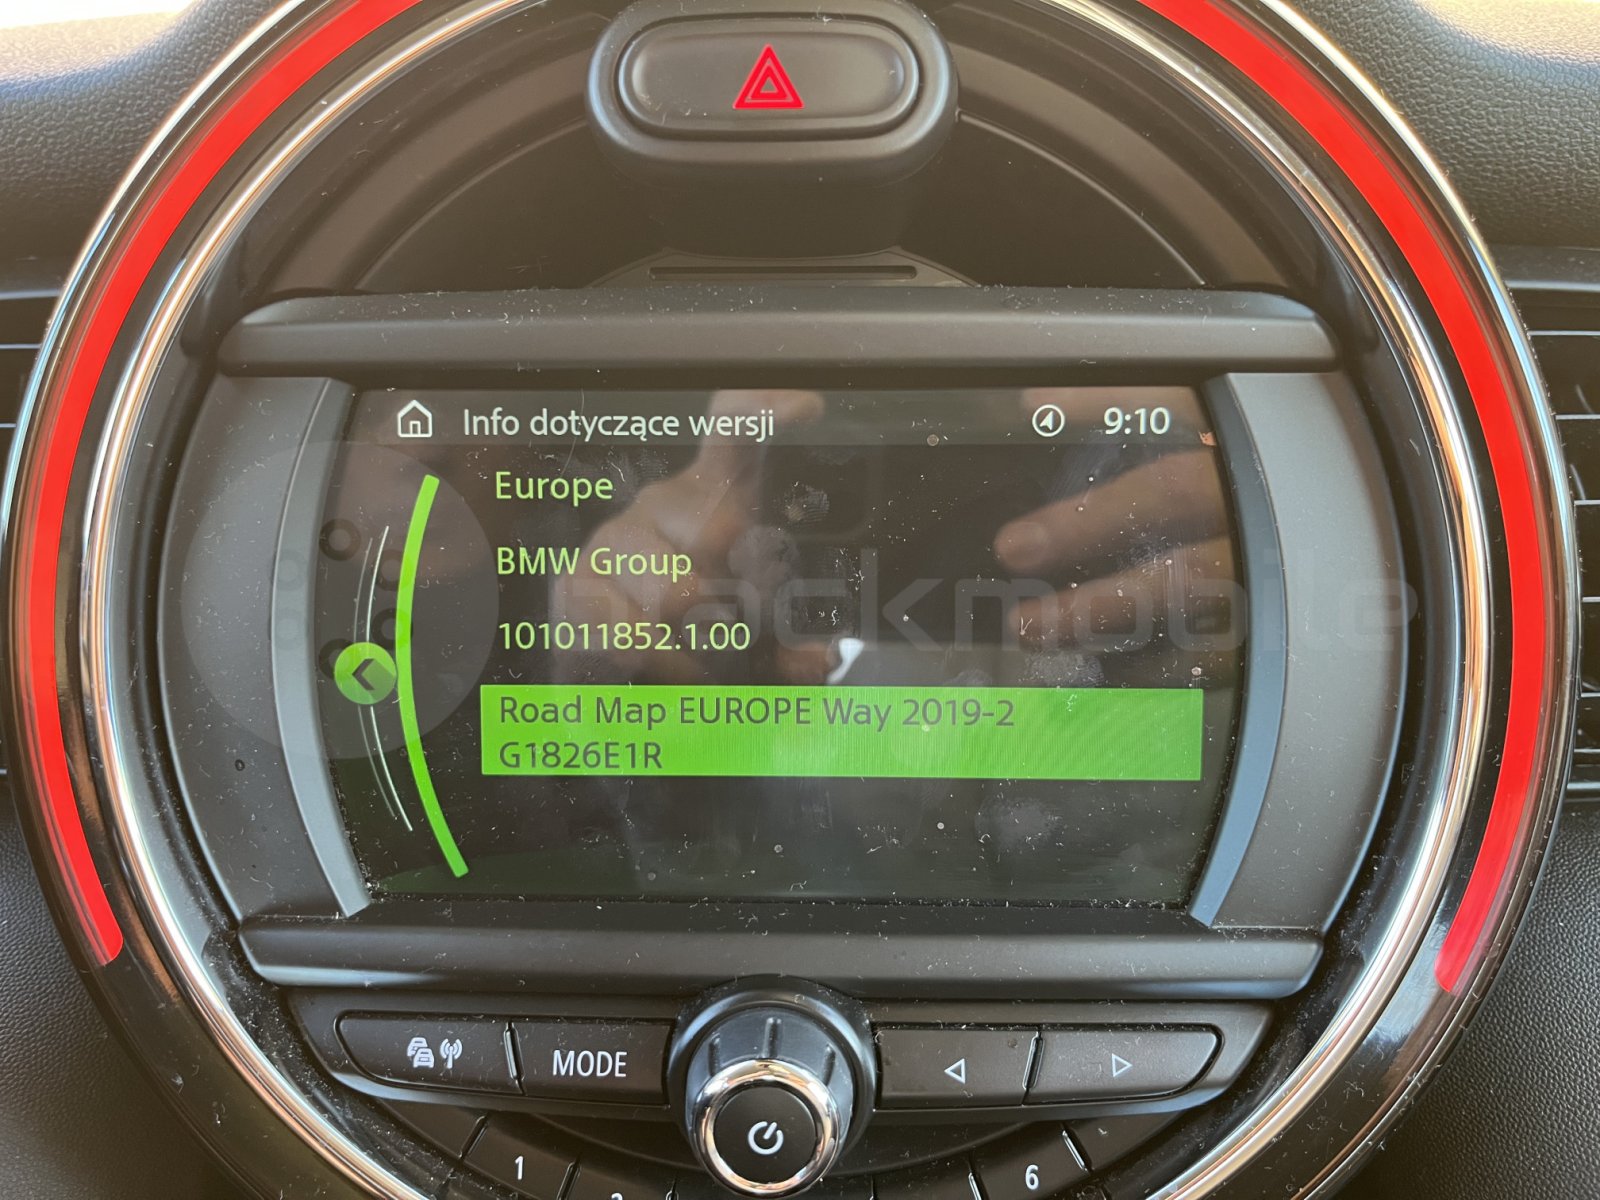 Info dotyczące wersji 9:10
Europe
BMW Group
blackmobile
101011852.1.00
Road Map EUROPE Way 2019-2
G1826E1R
MODE
1
6